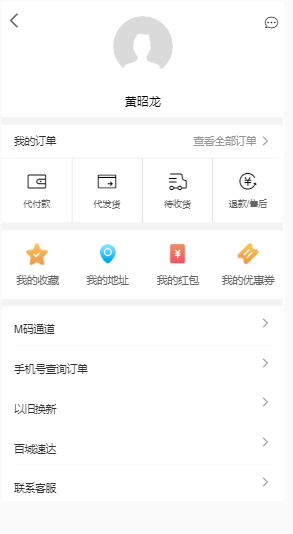 黄昭龙
我的订单 查看全部订单
代付款 代发货 待收货 退款/售后
我的收藏 我的地址 我的红包 我的优惠券
M码通道
手机号查询订单
以旧换新
百城速达
联系客服